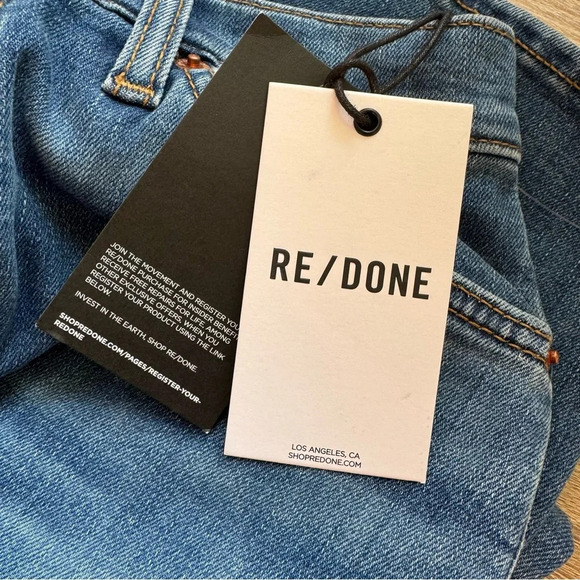 RE/DONE
LOS ANGELES, CA
SHOPREDONE.COM
JOIN THE MOVEMENT AND REGISTER YOU
RE/DONE PURCHASE FOR INSIDER BENEFI
RECEIVE FREE REPAIRS FOR LIFE, AMONG
OTHER EXCLUSIVE OFFERS, WHEN YOU
REGISTER YOUR PRODUCT USING THE LINK
BELOW.
INVEST IN THE EARTH, SHOP RE/DONE.
SHOPREDONE.COM/PAGES/REGISTER-YOUR-
REDONE